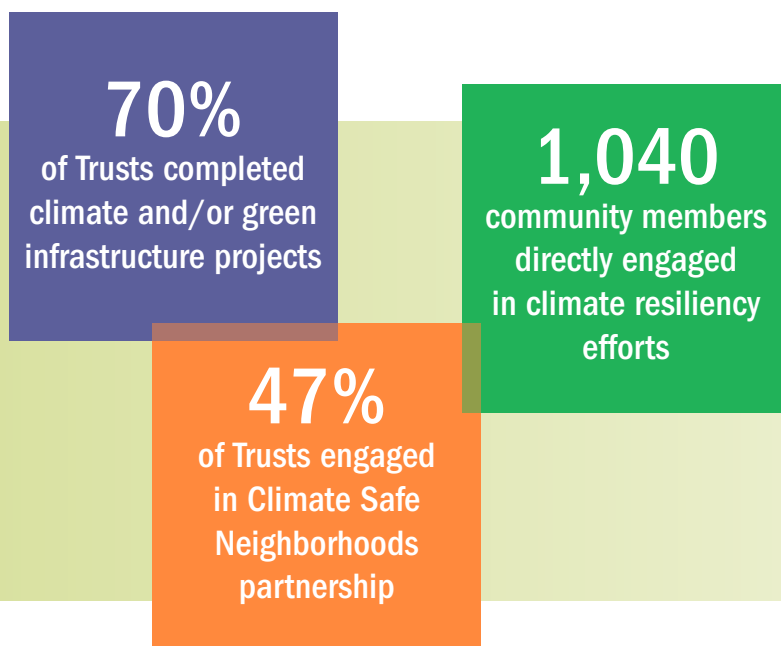 70%
of Trusts completed
climate and/or green
infrastructure projects
1,040
community members
directly engaged
in climate resiliency
efforts
47%
of Trusts engaged
in Climate Safe
Neighborhoods
partnership